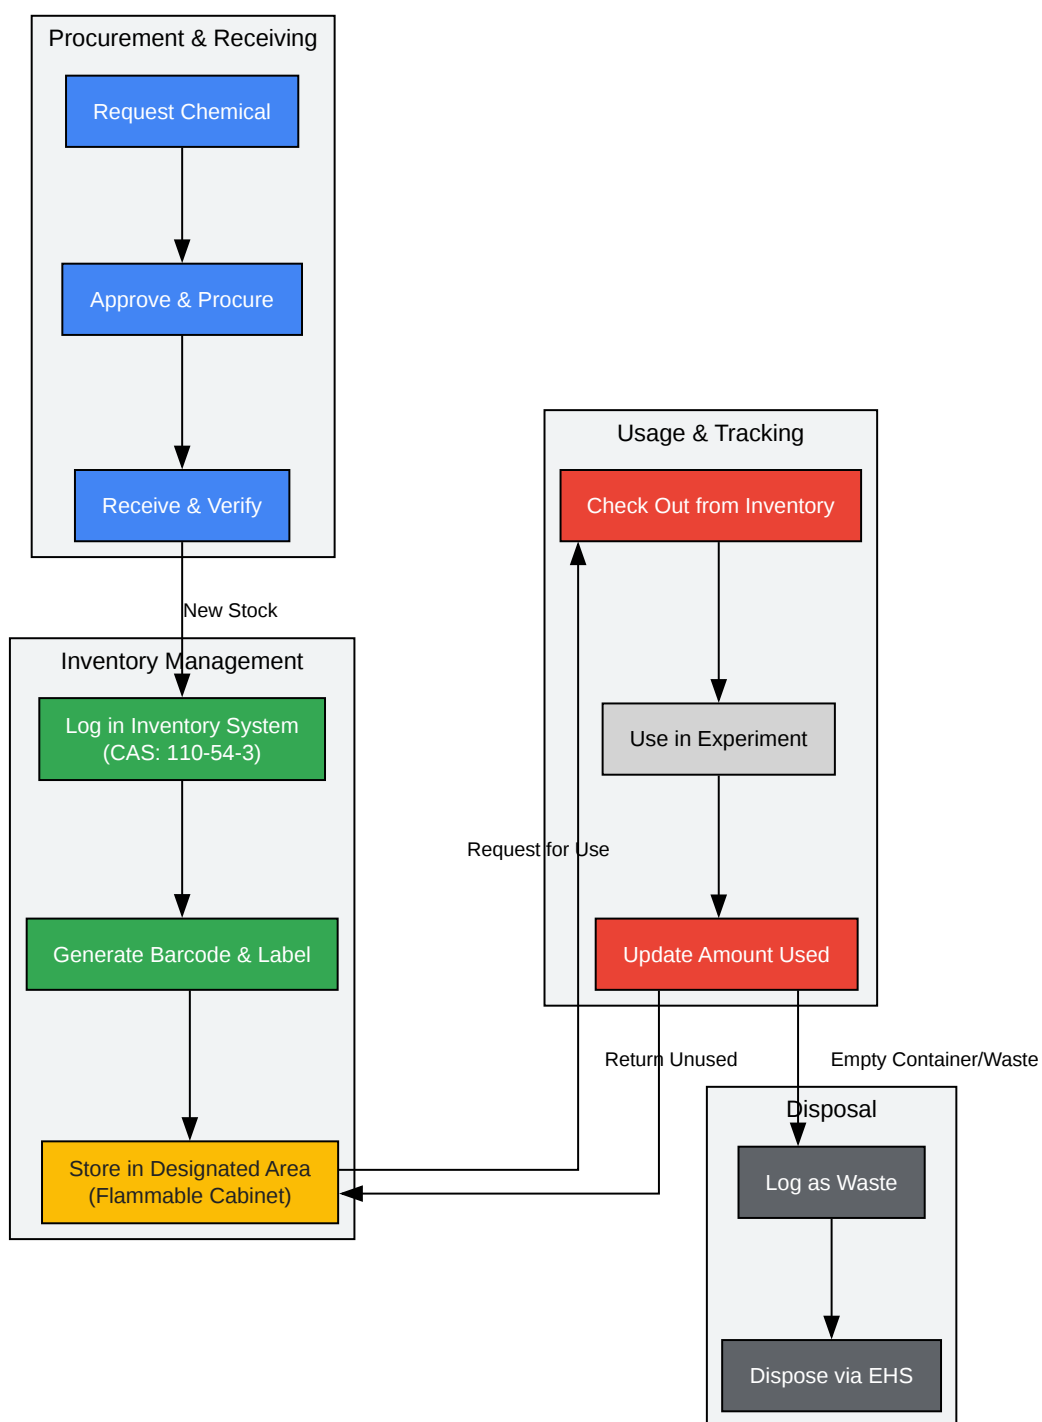 Procurement & Receiving
Request Chemical
Approve & Procure
Receive & Verify
New Stock
Inventory Management
Log in Inventory System
(CAS: 110-54-3)
Generate Barcode & Label
Store in Designated Area
(Flammable Cabinet)
Request for Use
Usage & Tracking
Check Out from Inventory
Use in Experiment
Update Amount Used
Return Unused
Empty Container/Waste
Disposal
Log as Waste
Dispose via EHS